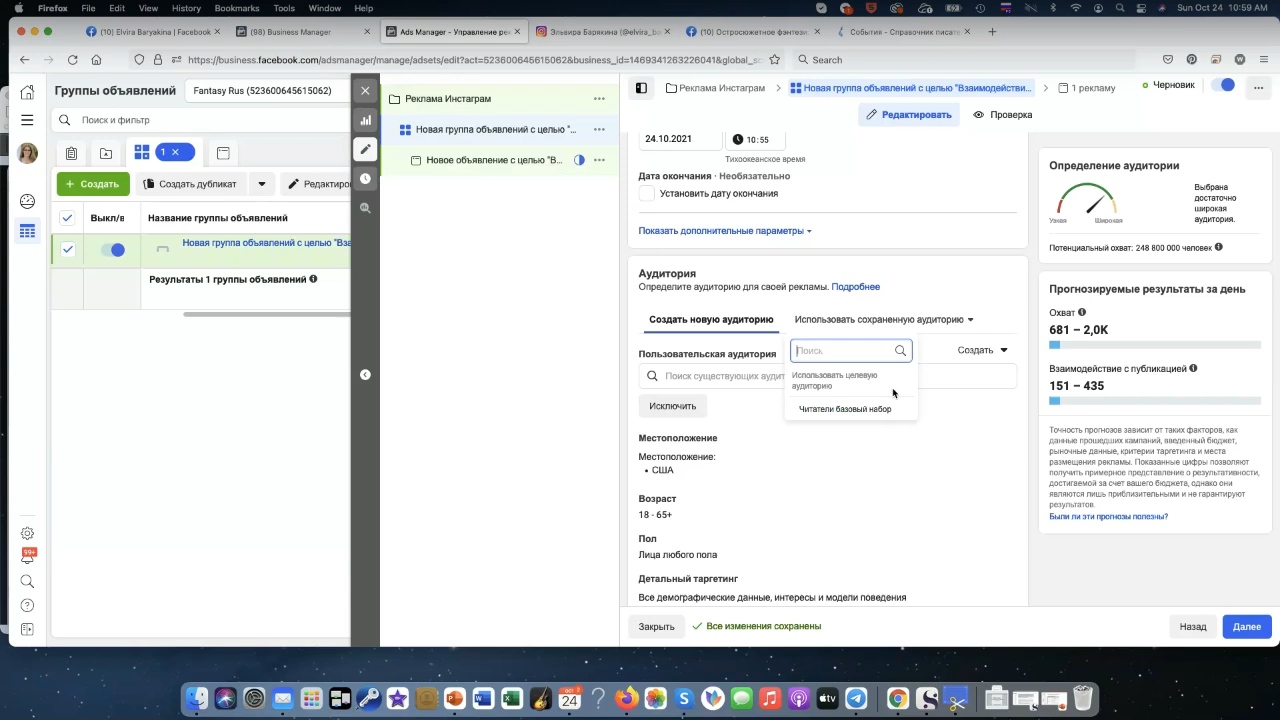 Firefox File Edit View History Bookmarks Tools Window Help
Sun Oct 24 10:59 AM
(10) Elvira Baryakina | Facebook
(98) Business Manager
Ads Manager - Управление рек
Эльвира Барякина (@elvira_ba
(10) Остросюжетное фэнтези:
События - Справочник писате
https://business.facebook.com/adsmanager/manage/adsets/edit?act=623600645615062&business_id=1469341263246041&global_s
Search
Группы объявлений
Fantasy Rus (523600645615062)
Поиск и фильтр
1
Создать
Создать дубликат
Редактиро
Выкл/в
Название группы объявлений
Новая группа объявлений с целью "Вза
Результаты 1 группы объявлений
99+
Реклама Инстаграм
Новая группа объявлений с целью "...
Новое объявление с целью "В...
Реклама Инстаграм
Новая группа объявлений с целью "Взаимодействи...
1 рекламу
Черновик
Редактировать
Проверка
24.10.2021
10:55
Тихоокеанское время
Дата окончания · Необязательно
Установить дату окончания
Показать дополнительные параметры
Аудитория
Определите аудиторию для своей рекламы. Подробнее
Создать новую аудиторию
Использовать сохраненную аудиторию
Поиск
Использовать целевую
аудиторию
Читатели базовый набор
Пользовательская аудитория
Создать
Поиск существующих аудит
Исключить
Местоположение
Местоположение:
• США
Возраст
18 - 65+
Пол
Лица любого пола
Детальный таргетинг
Все демографические данные, интересы и модели поведения
Закрыть
Все изменения сохранены
Назад
Далее
Определение аудитории
Узкая
Широкая
Выбрана
достаточно
широкая
аудитория.
Потенциальный охват: 248 800 000 человек
Прогнозируемые результаты за день
Охват
681 – 2,0K
Взаимодействие с публикацией
151 – 435
Точность прогнозов зависит от таких факторов, как
данные прошедших кампаний, введенный бюджет,
рыночные данные, критерии таргетинга и места
размещения рекламы. Показанные цифры позволяют
получить примерное представление о результативности,
достигаемой за счет вашего бюджета, однако они
являются лишь приблизительными и не гарантируют
результатов.
Были ли эти прогнозы полезны?
24